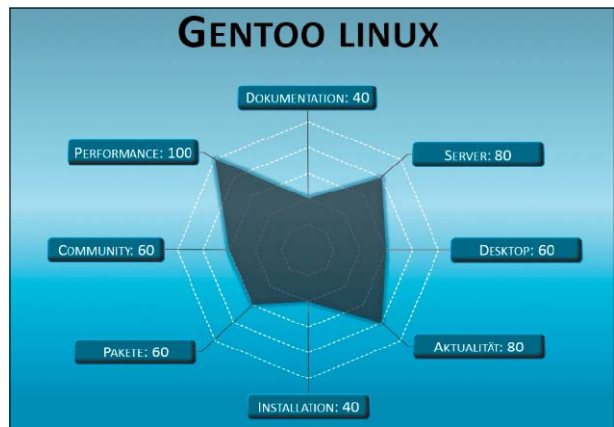 GENTOO LINUX
DOKUMENTATION: 40
PERFORMANCE: 100
SERVER: 80
COMMUNITY: 60
DESKTOP: 60
PAKETE: 60
AKTUALITÄT: 80
INSTALLATION: 40